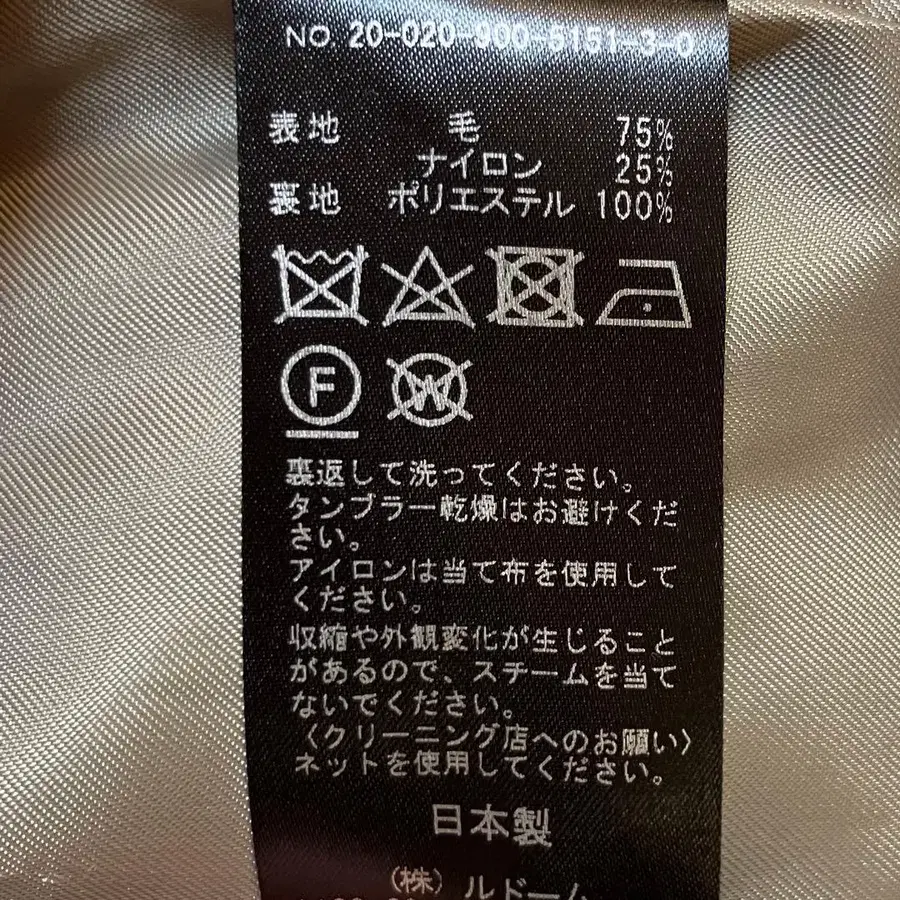 NO 20-020-900-5151-3-0
表地 毛 75%
ナイロン 25%
裏地 ポリエステル 100%
F W
裏返して洗ってください。
タンブラー乾燥はお避けくだ
さい。
アイロンは当て布を使用して
ください。
収縮や外観変化が生じること
があるので、スチームを当て
ないでください。
〈クリーニング店へのお願い〉
ネットを使用してください。
日本製
(株) ルドーム